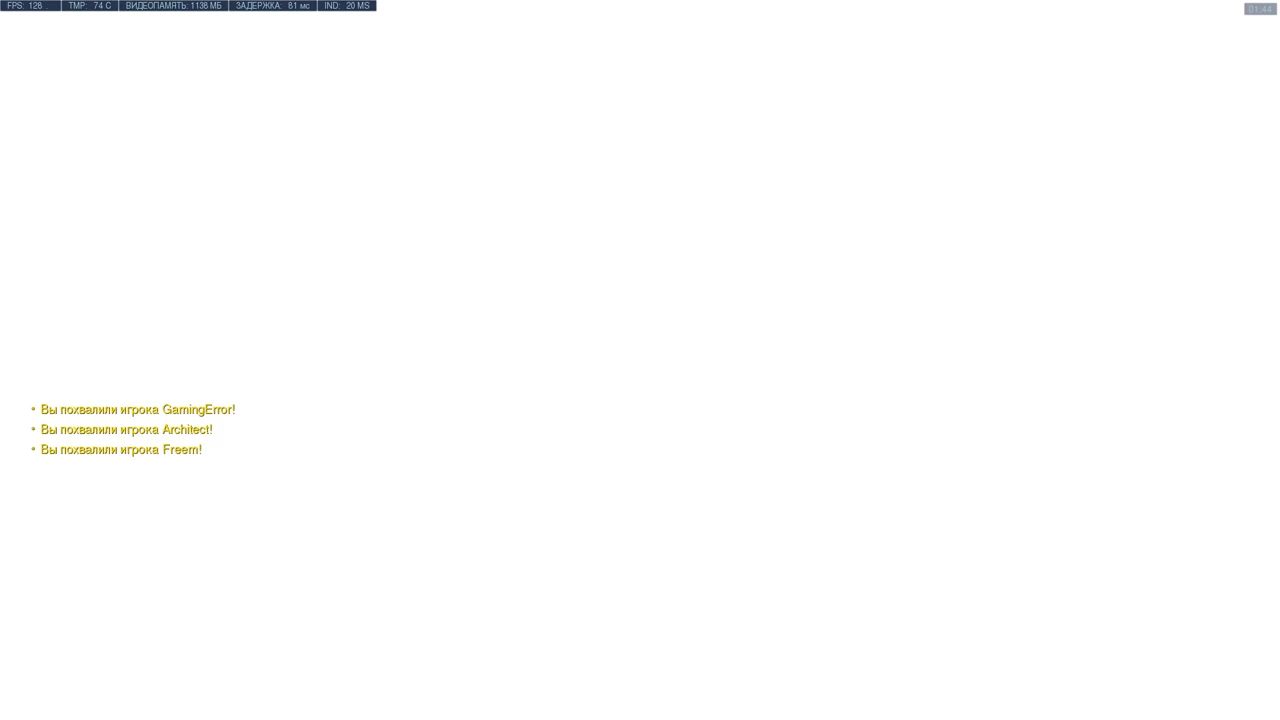 FPS: 128 TMP: 74 C ВИДЕОПАМЯТЬ: 1138 МБ ЗАДЕРЖКА: 81 мс IND: 20 MS
01:44
• Вы похвалили игрока GamingError!
• Вы похвалили игрока Architect!
• Вы похвалили игрока Freem!